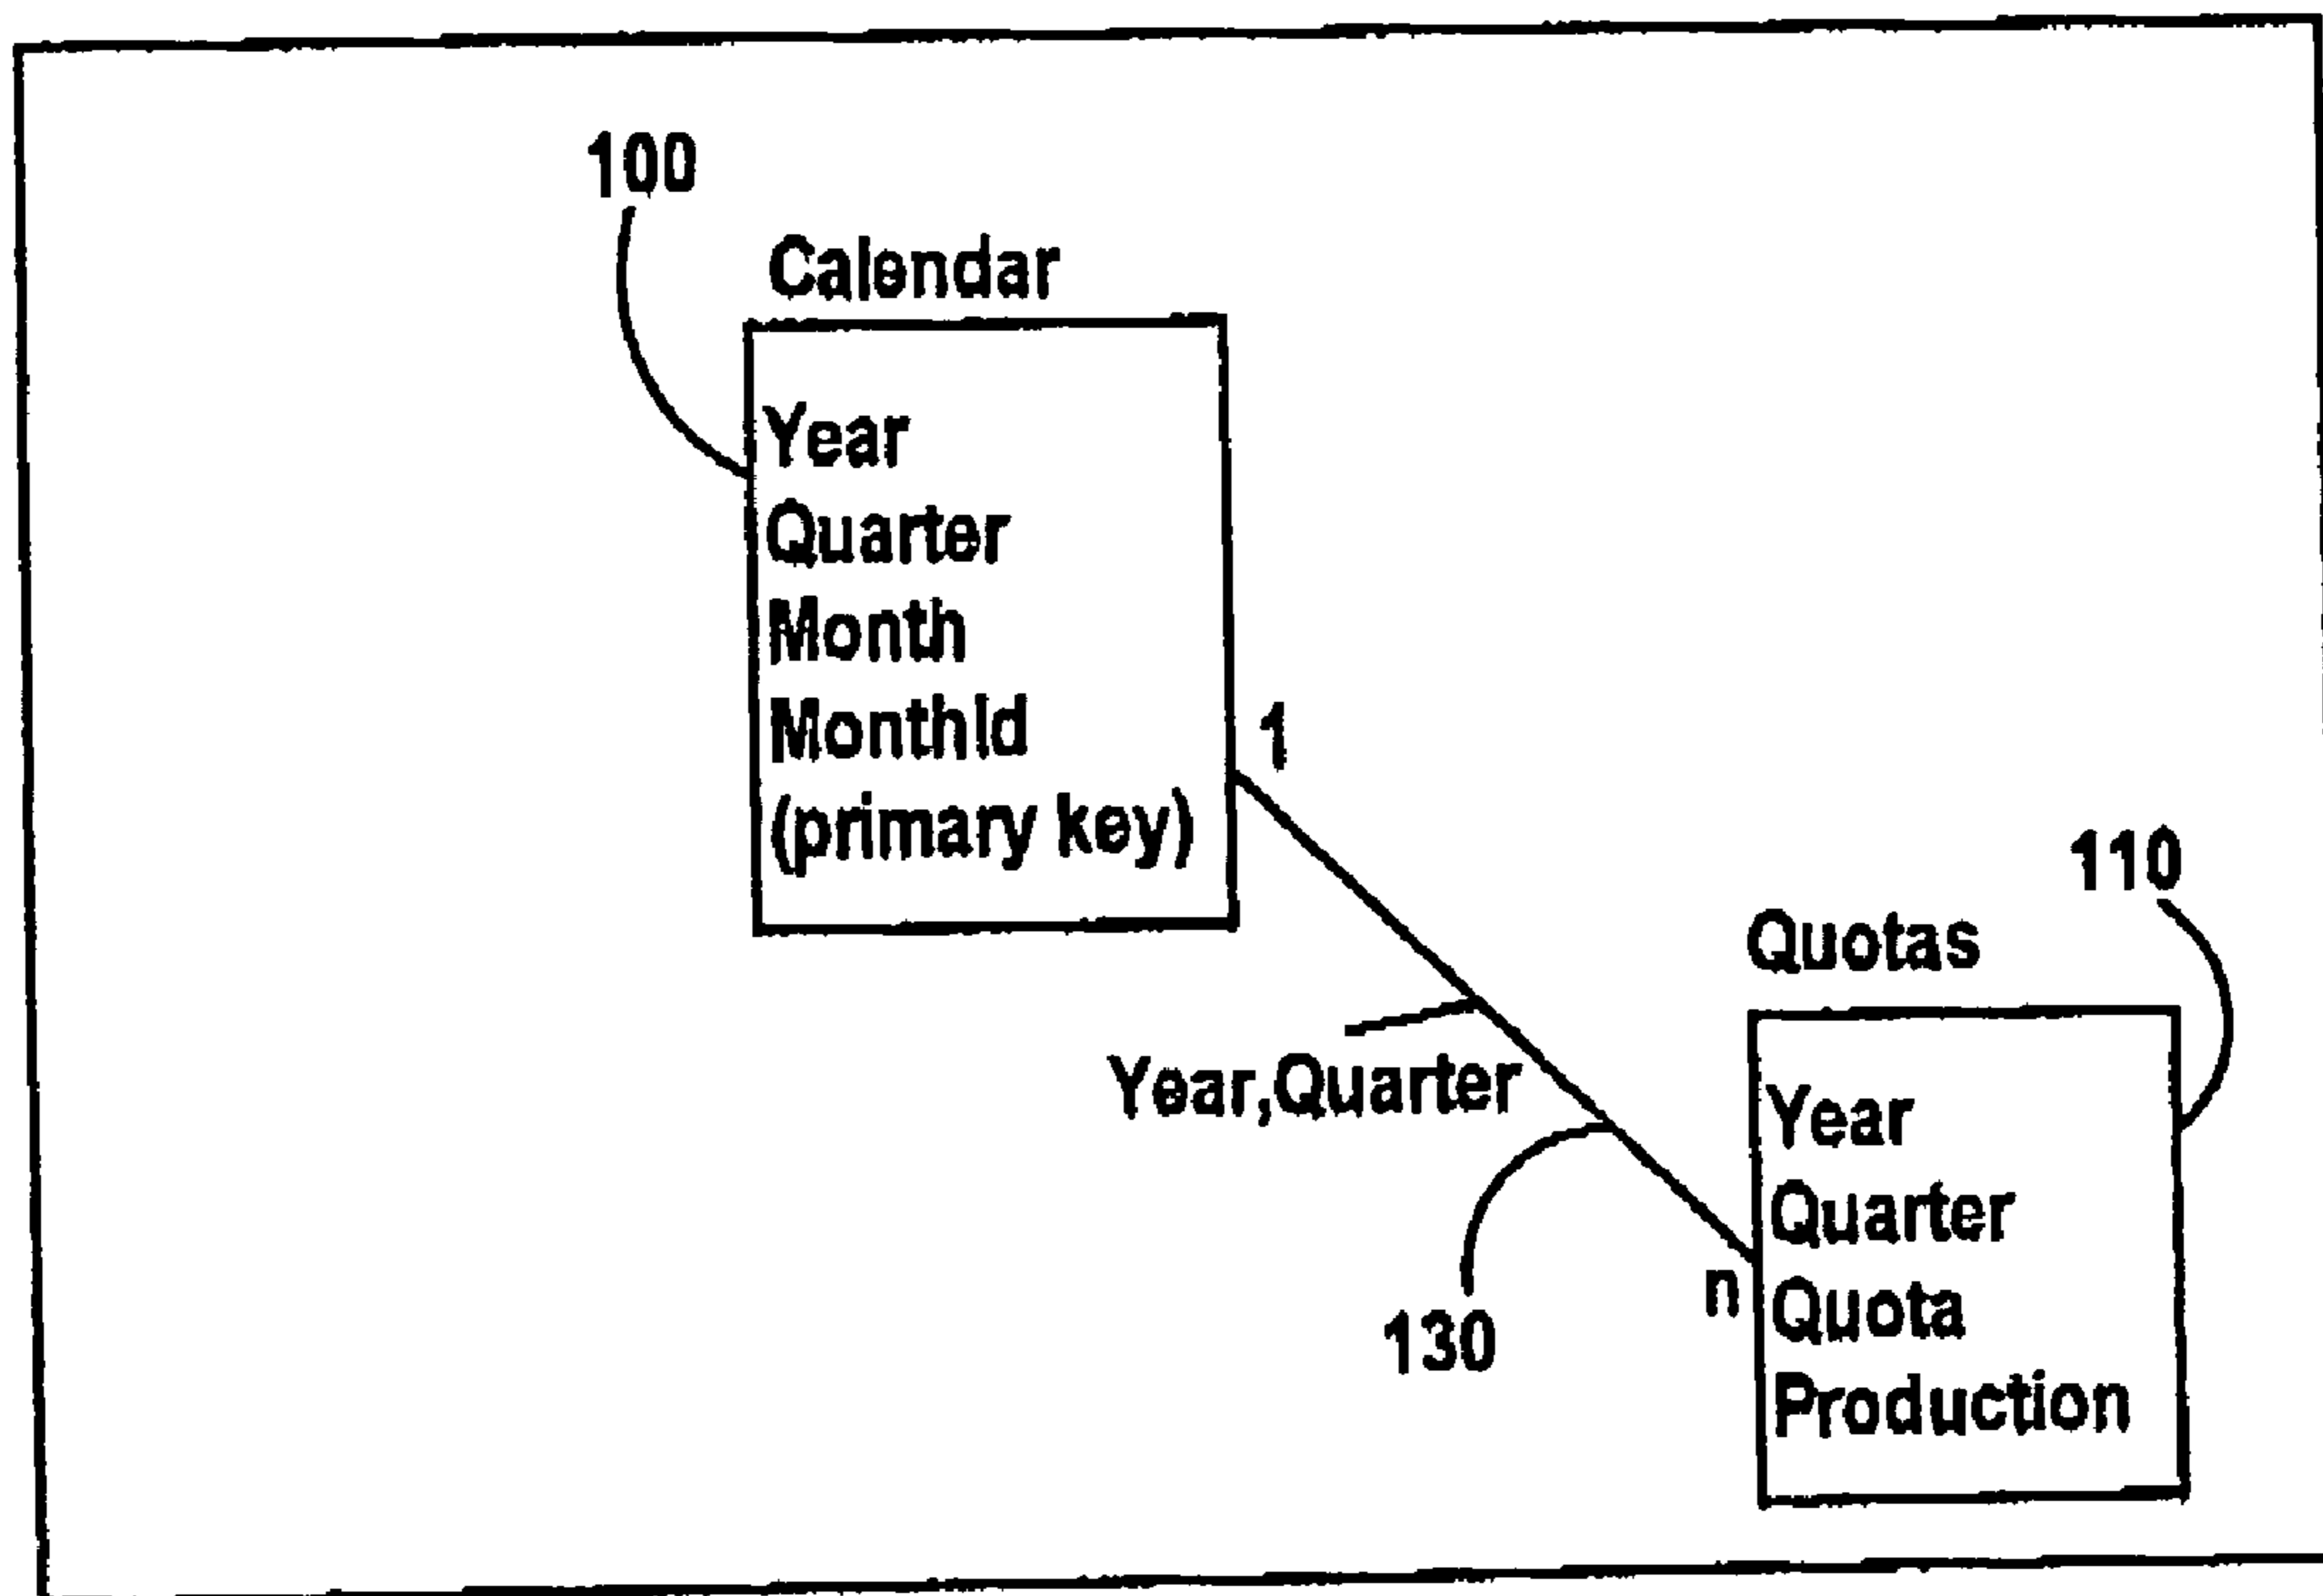 100
Calendar
Year
Quarter
Month
MonthId
(primary key)
1
110
Quotas
Year,Quarter
Year
Quarter
Quota
Production
n
130